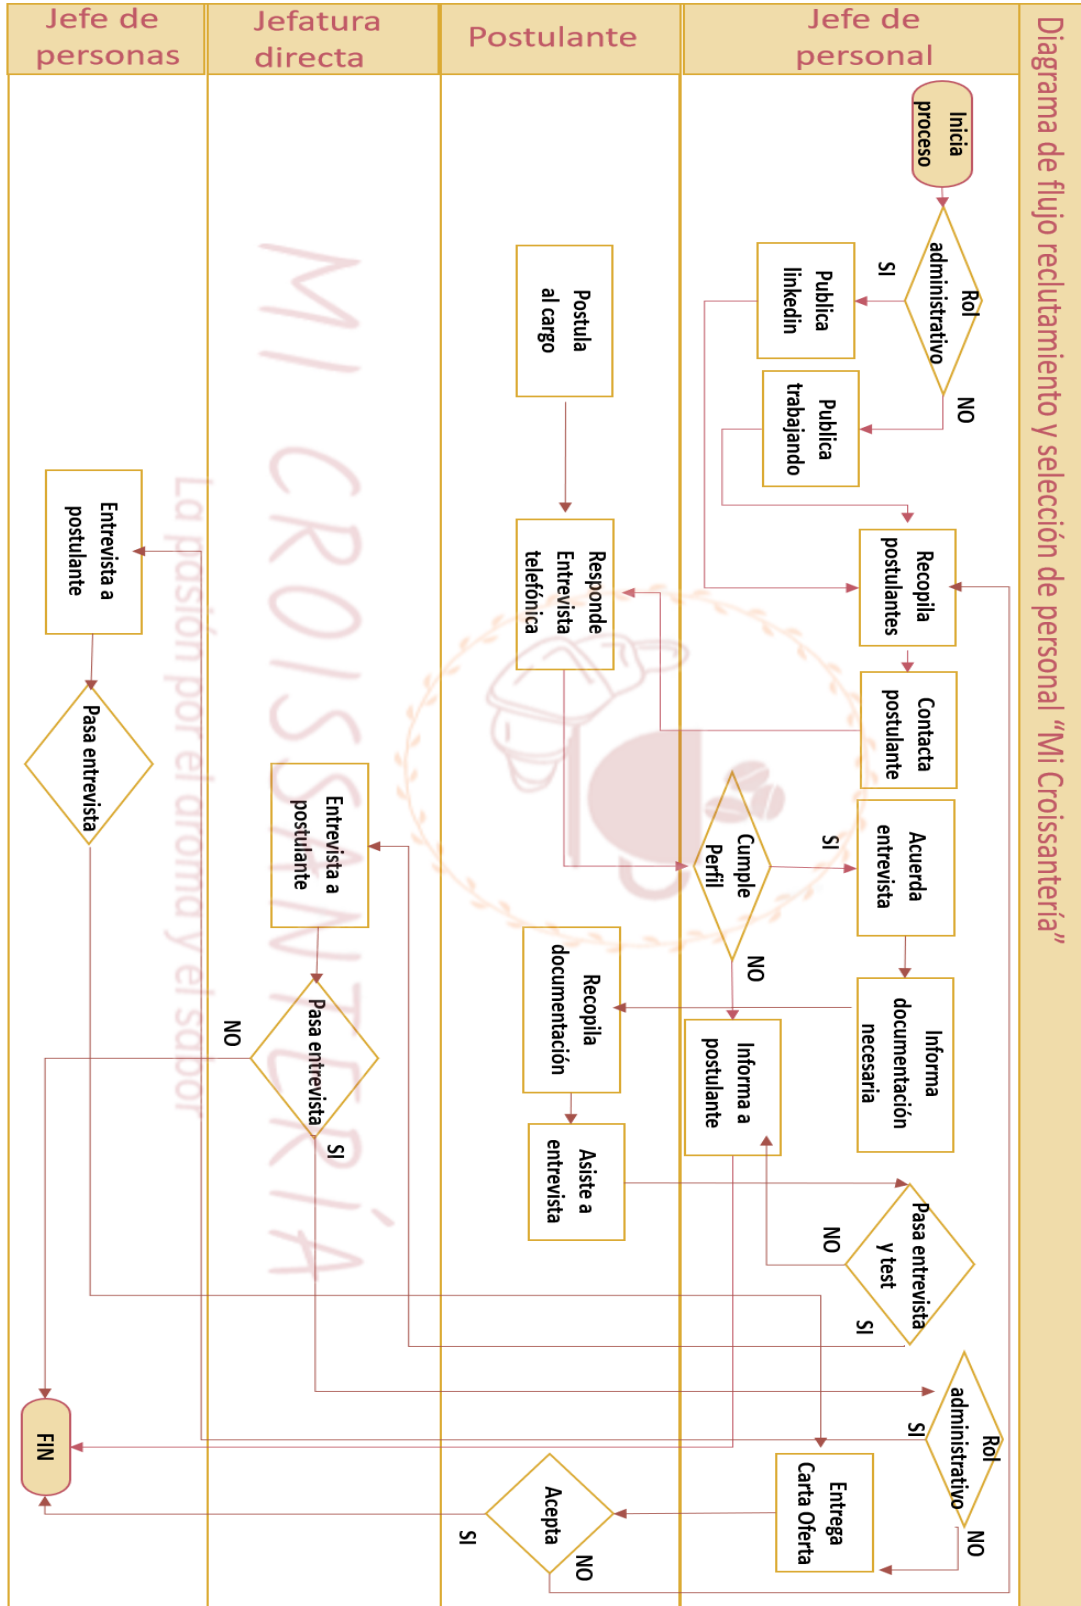 Diagrama de flujo reclutamiento y selección de personal “Mi Croissantería”
Jefe de
personal
Inicia
proceso
Rol
administrativo
SI
NO
Publica
linkedin
Publica
trabajando
Recopila
postulantes
Contacta
postulante
Cumple
Perfil
SI
NO
Acuerda
entrevista
Informa
documentación
necesaria
Informa a
postulante
Pasa entrevista
y test
NO
SI
Rol
administrativo
SI
NO
Entrega
Carta Oferta
Postulante
Postula
al cargo
Responde
Entrevista
telefónica
Recopila
documentación
Asiste a
entrevista
Acepta
NO
SI
Jefatura
directa
Entrevista a
postulante
Pasa entrevista
SI
NO
Jefe de
personas
Entrevista a
postulante
Pasa entrevista
FIN
MI CROISSANTERÍA
La pasión por el aroma y el sabor